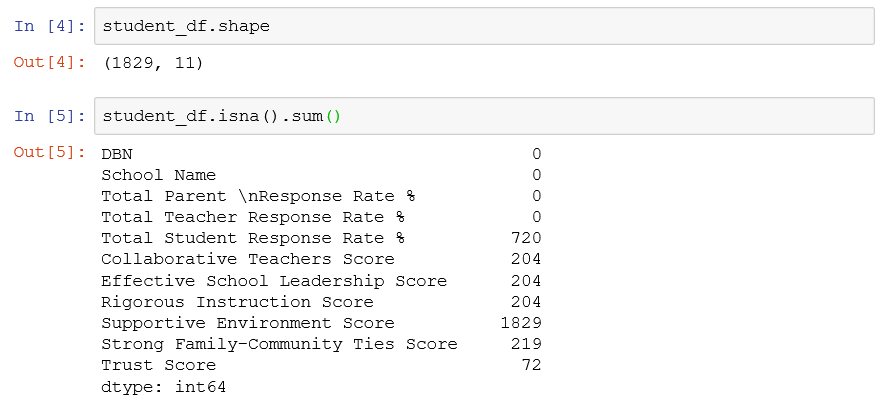 In [4]: student_df.shape
Out[4]: (1829, 11)
In [5]: student_df.isna().sum()
Out[5]: DBN 0
School Name 0
Total Parent \nResponse Rate % 0
Total Teacher Response Rate % 0
Total Student Response Rate % 720
Collaborative Teachers Score 204
Effective School Leadership Score 204
Rigorous Instruction Score 204
Supportive Environment Score 1829
Strong Family-Community Ties Score 219
Trust Score 72
dtype: int64